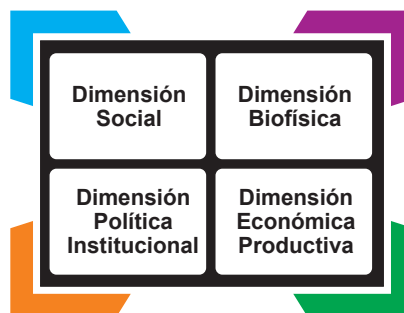 Dimensión
Social
Dimensión
Biofísica
Dimensión
Política
Institucional
Dimensión
Económica
Productiva